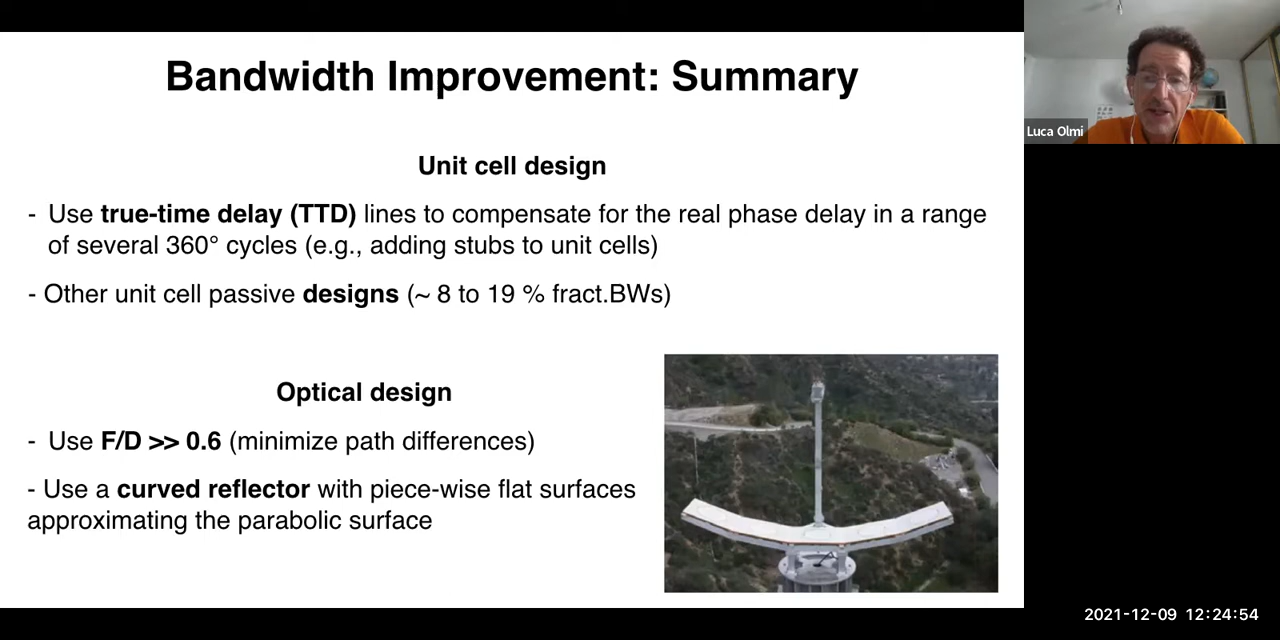 Bandwidth Improvement: Summary
Unit cell design
- Use true-time delay (TTD) lines to compensate for the real phase delay in a range
of several 360° cycles (e.g., adding stubs to unit cells)
- Other unit cell passive designs (~ 8 to 19 % fract.BWs)
Optical design
- Use F/D >> 0.6 (minimize path differences)
- Use a curved reflector with piece-wise flat surfaces
approximating the parabolic surface
Luca Olmi
2021-12-09 12:24:54